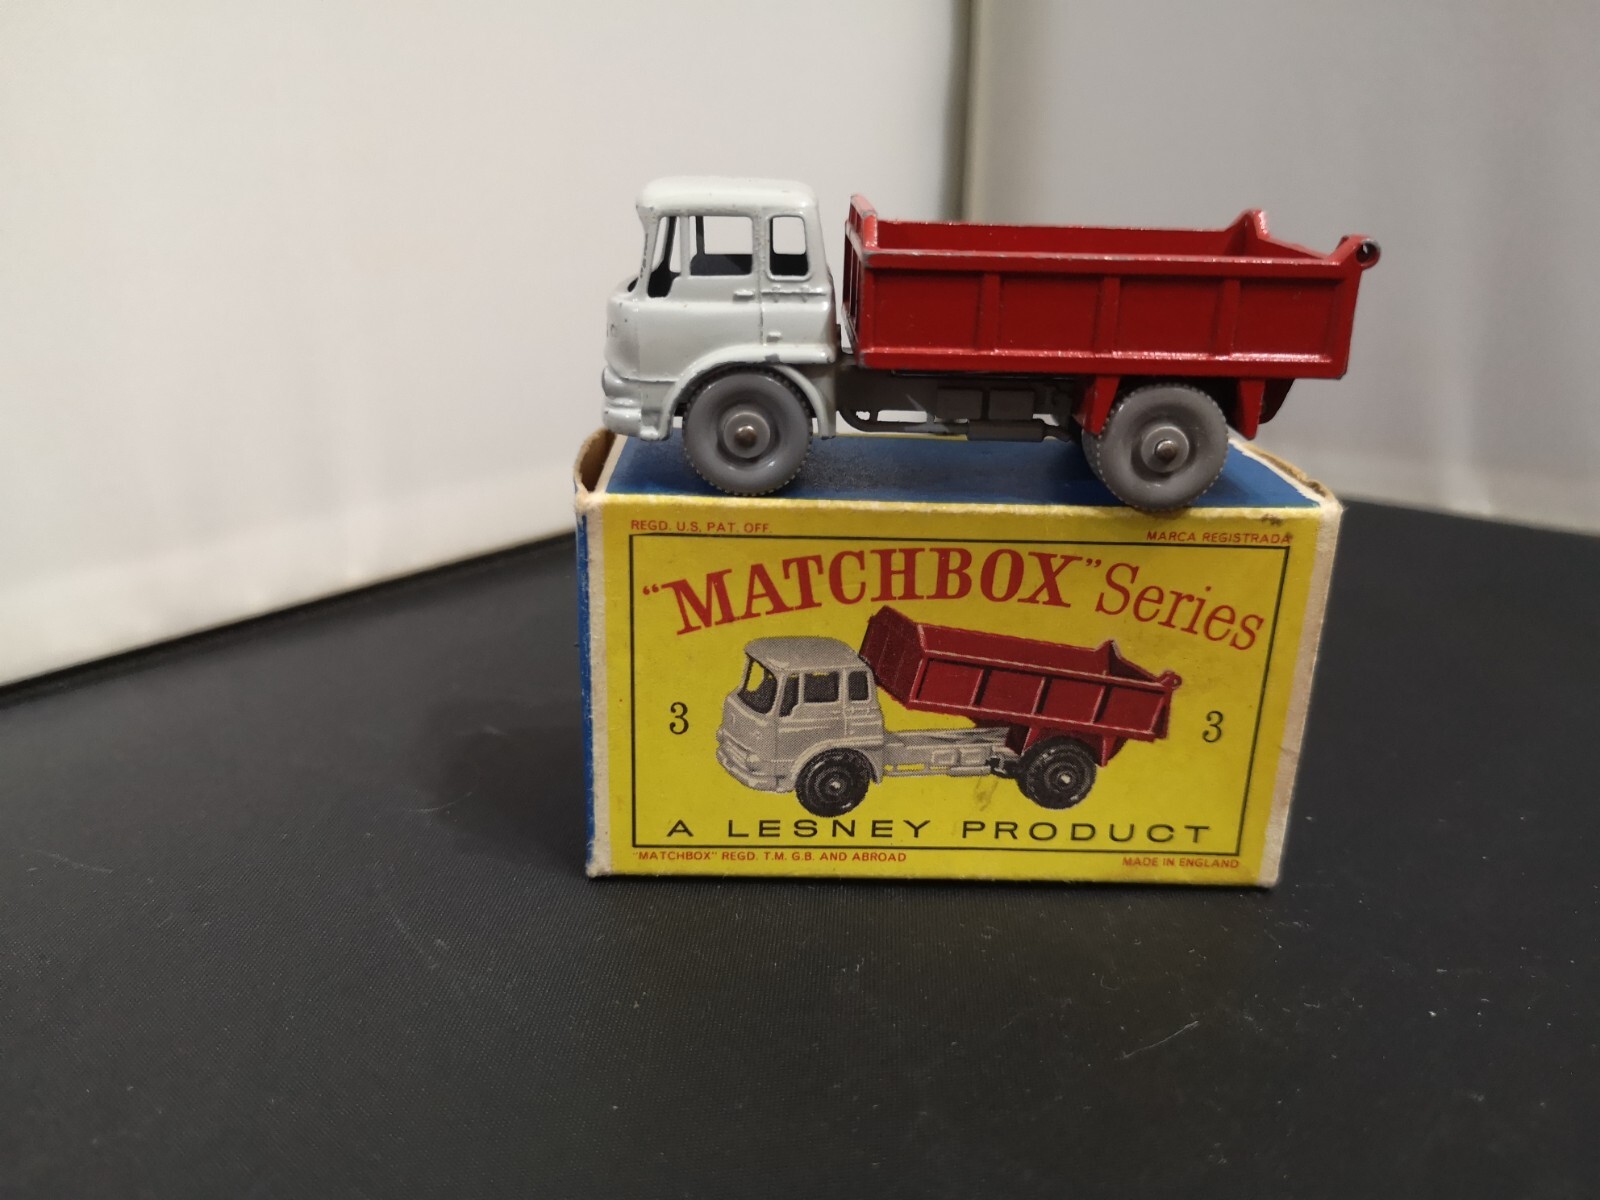 REGD. U.S. PAT. OFF.
MARCA REGISTRADA
"MATCHBOX" Series
3
3
A LESNEY PRODUCT
"MATCHBOX" REGD. T.M. G.B. AND ABROAD
MADE IN ENGLAND